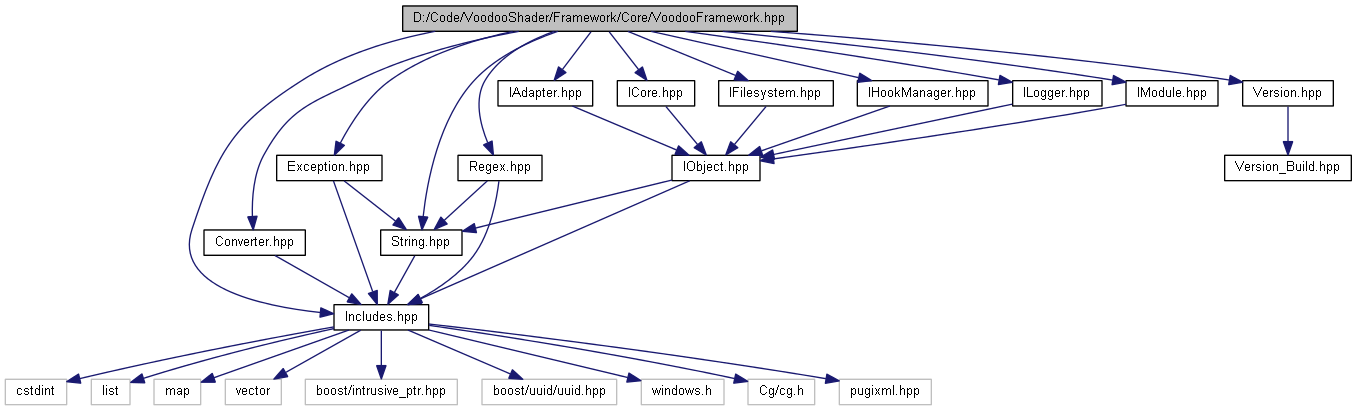 D:/Code/VoodooShader/Framework/Core/VoodooFramework.hpp
IAdapter.hpp
ICore.hpp
IFilesystem.hpp
IHookManager.hpp
ILogger.hpp
IModule.hpp
Version.hpp
Exception.hpp
Regex.hpp
IObject.hpp
Version_Build.hpp
Converter.hpp
String.hpp
Includes.hpp
cstdint
list
map
vector
boost/intrusive_ptr.hpp
boost/uuid/uuid.hpp
windows.h
Cg/cg.h
pugixml.hpp